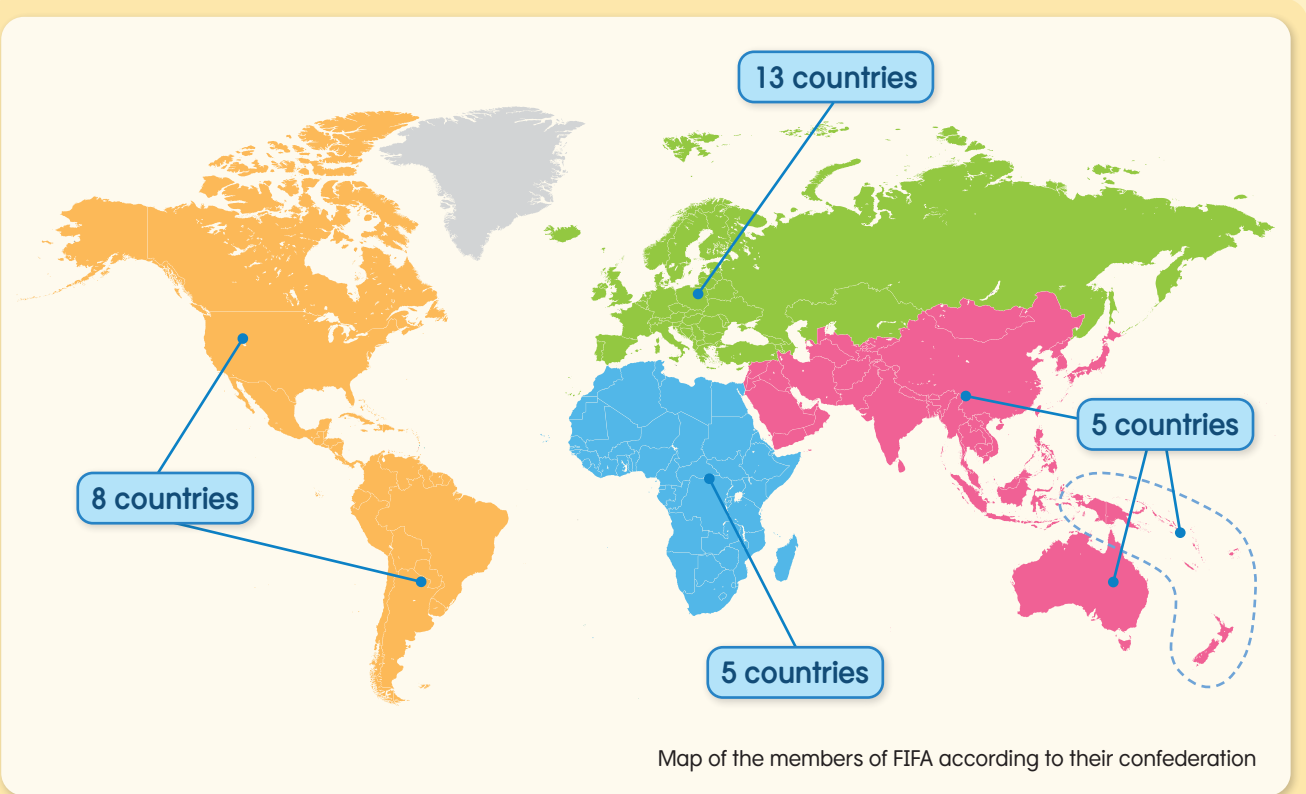 13 countries
5 countries
8 countries
5 countries
Map of the members of FIFA according to their confederation